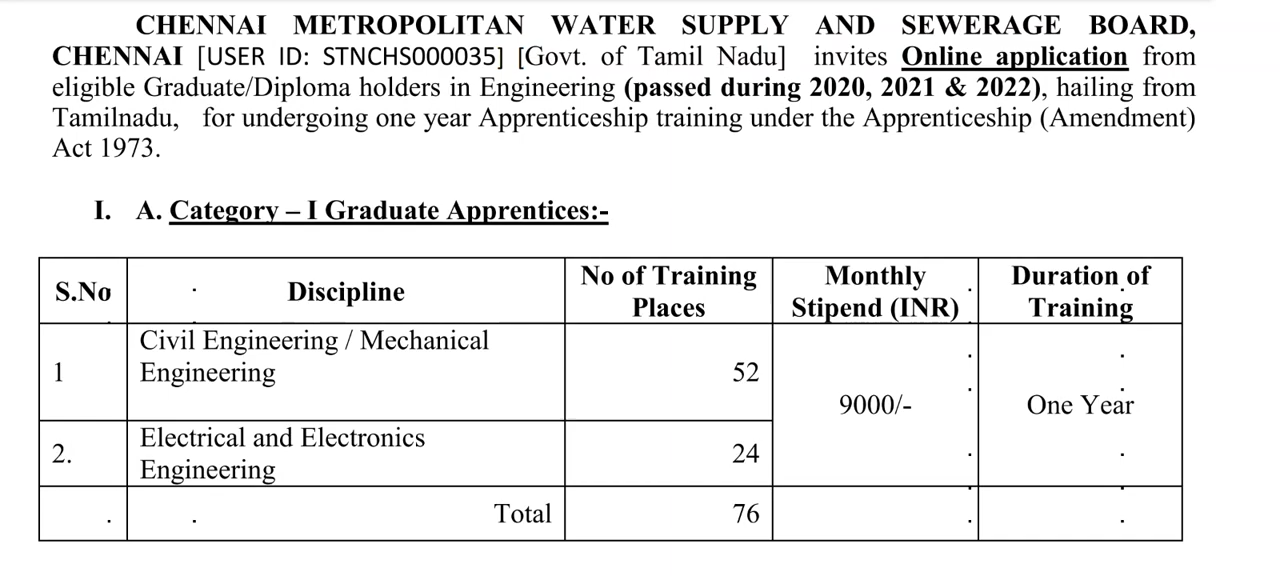 CHENNAI METROPOLITAN WATER SUPPLY AND SEWERAGE BOARD,
CHENNAI [USER ID: STNCHS000035] [Govt. of Tamil Nadu] invites Online application from
eligible Graduate/Diploma holders in Engineering (passed during 2020, 2021 & 2022), hailing from
Tamilnadu, for undergoing one year Apprenticeship training under the Apprenticeship (Amendment)
Act 1973.
I. A. Category – I Graduate Apprentices:-
S.No Discipline No of Training Places Monthly Stipend (INR) Duration of Training
1 Civil Engineering / Mechanical Engineering 52 9000/- One Year
2. Electrical and Electronics Engineering 24
Total 76